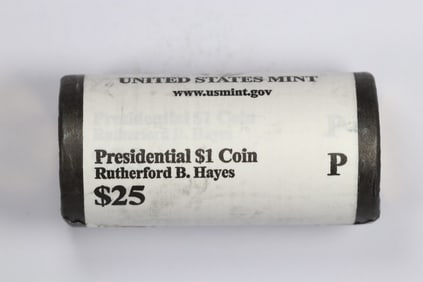 UNITED STATES MINT
www.usmint.gov
Presidential $1 Coin
Rutherford B. Hayes
$25
P